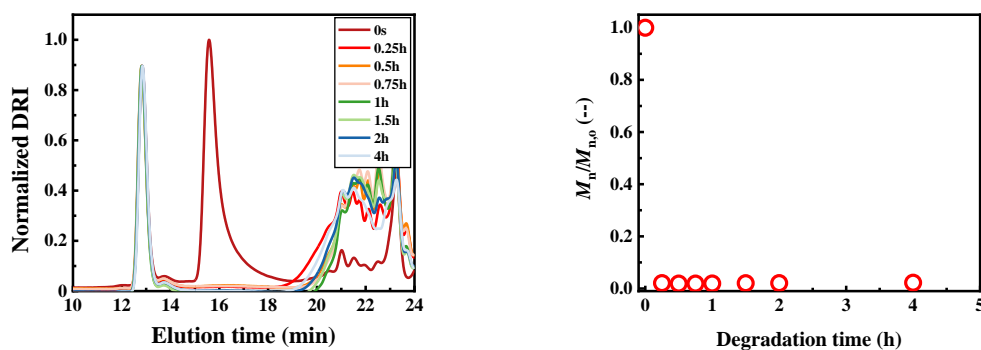 Normalized DRI
1.0
0.8
0.6
0.4
0.2
0
10 12 14 16 18 20 22 24
Elution time (min)
0s
0.25h
0.5h
0.75h
1h
1.5h
2h
4h
Mn/Mn,o (--)
1.0
0.8
0.6
0.4
0.2
0.0
0 1 2 3 4 5
Degradation time (h)